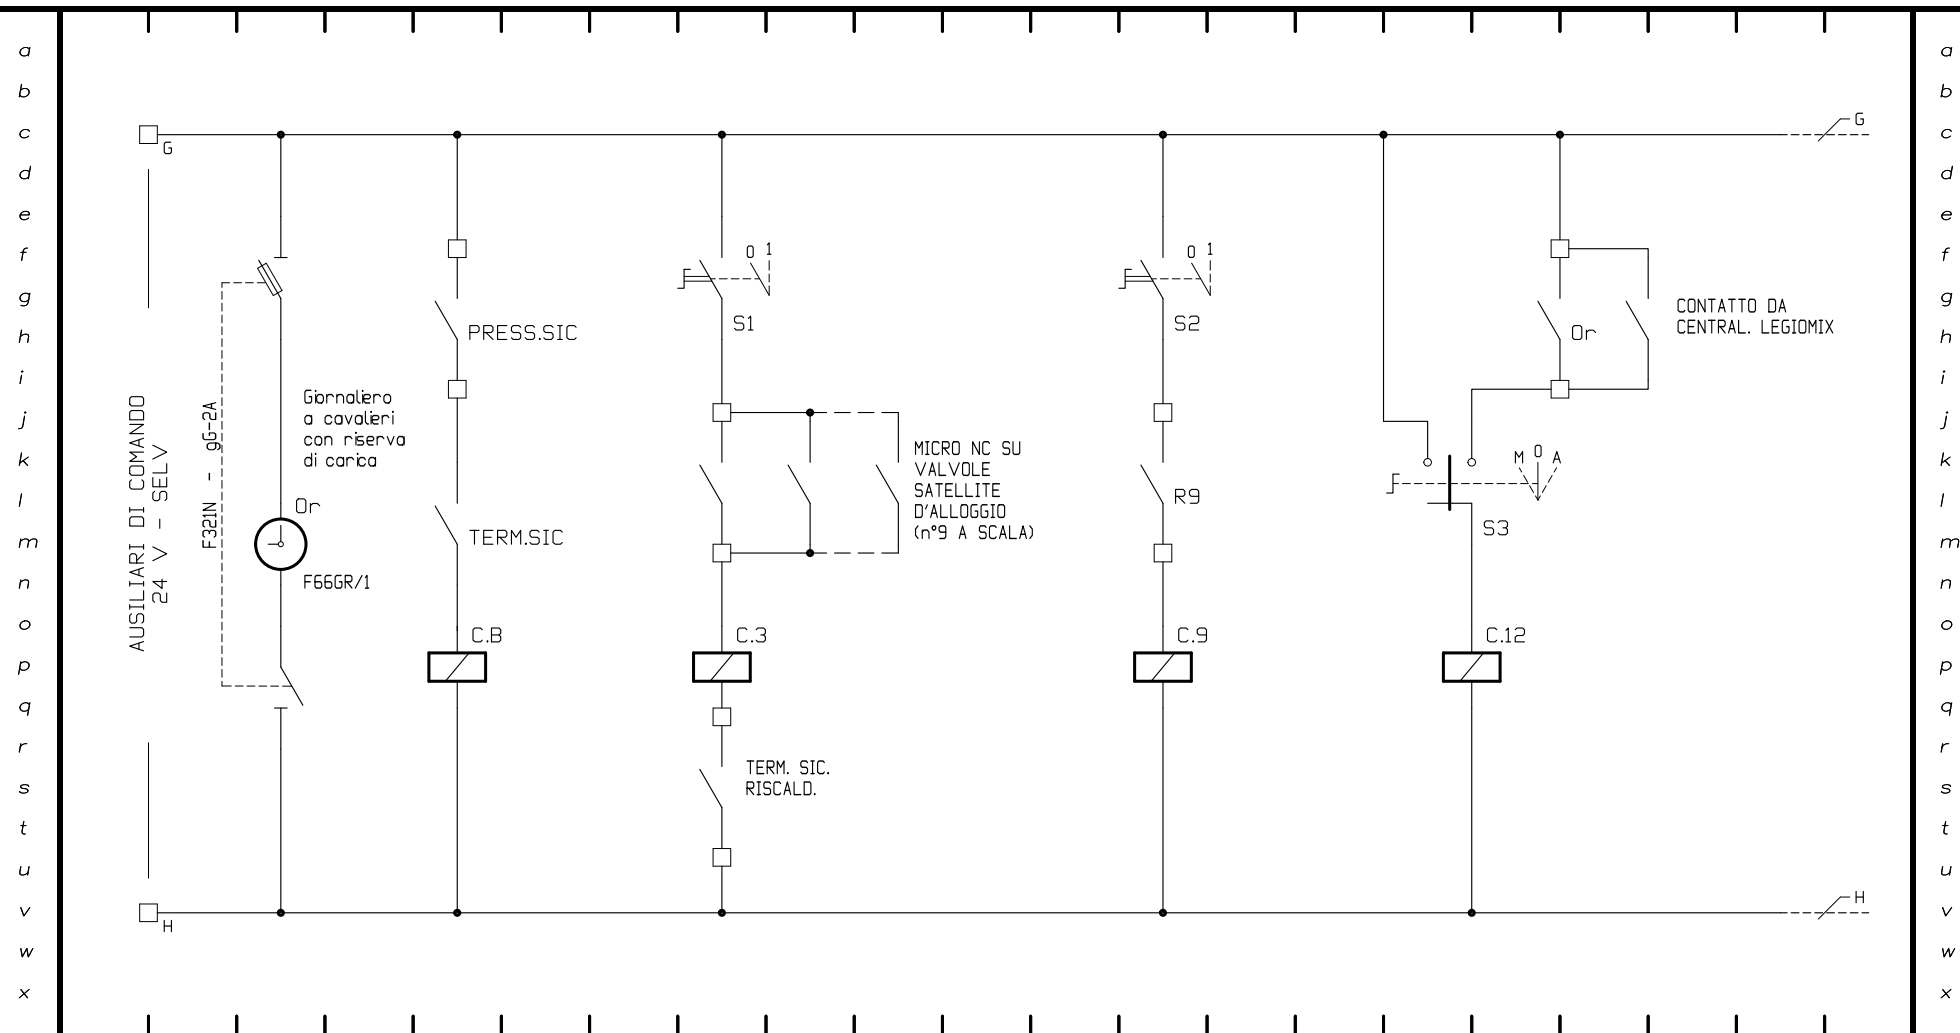 a
b
c
d
e
f
g
h
i
j
k
l
m
n
o
p
q
r
s
t
u
v
w
x
G
G
AUSILIARI DI COMANDO
24 V - SELV
F321N - gG-2A
Giornaliero
a cavalieri
con riserva
di carica
Or
F66GR/1
PRESS.SIC
TERM.SIC
C.B
0 1
S1
MICRO NC SU
VALVOLE
SATELLITE
D'ALLOGGIO
(n°9 A SCALA)
C.3
TERM. SIC.
RISCALD.
0 1
S2
R9
C.9
Or
CONTATTO DA
CENTRAL. LEGIOMIX
M 0 A
S3
C.12
H
H
a
b
c
d
e
f
g
h
i
j
k
l
m
n
o
p
q
r
s
t
u
v
w
x